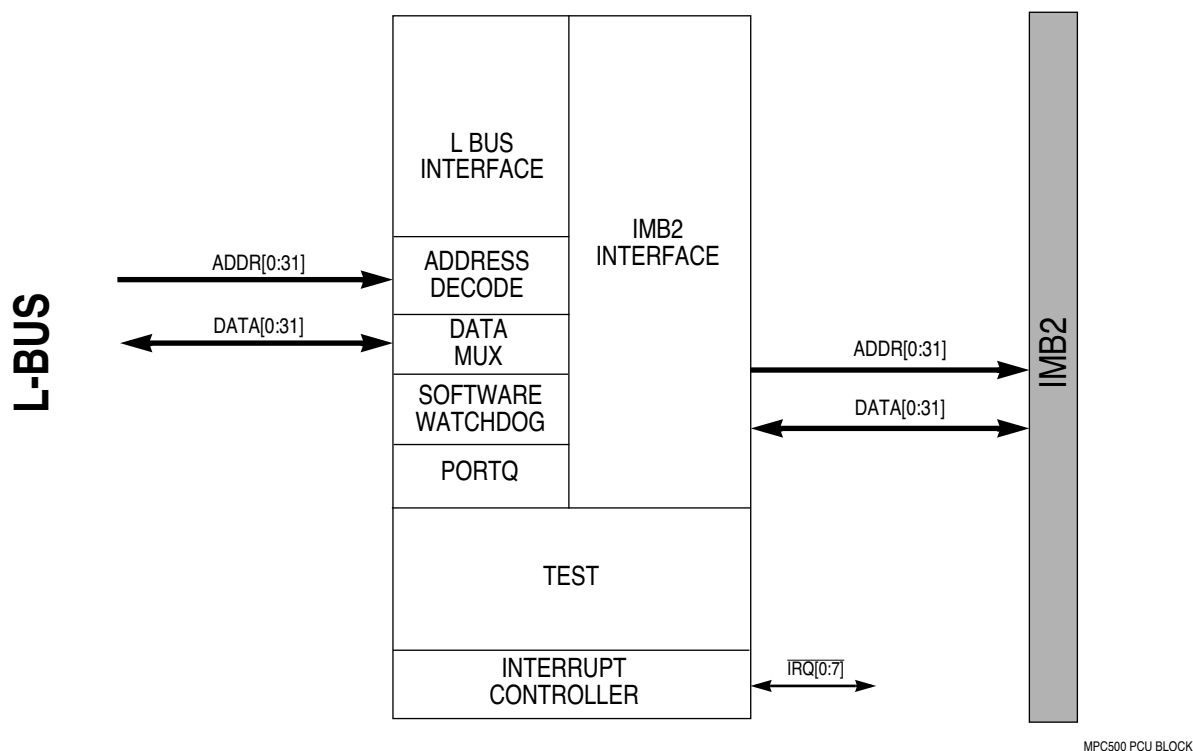 L BUS
INTERFACE
IMB2
INTERFACE
ADDRESS
DECODE
DATA
MUX
SOFTWARE
WATCHDOG
PORTQ
TEST
INTERRUPT
CONTROLLER
L-BUS
ADDR[0:31]
DATA[0:31]
ADDR[0:31]
DATA[0:31]
IRQ[0:7]
IMB2
MPC500 PCU BLOCK